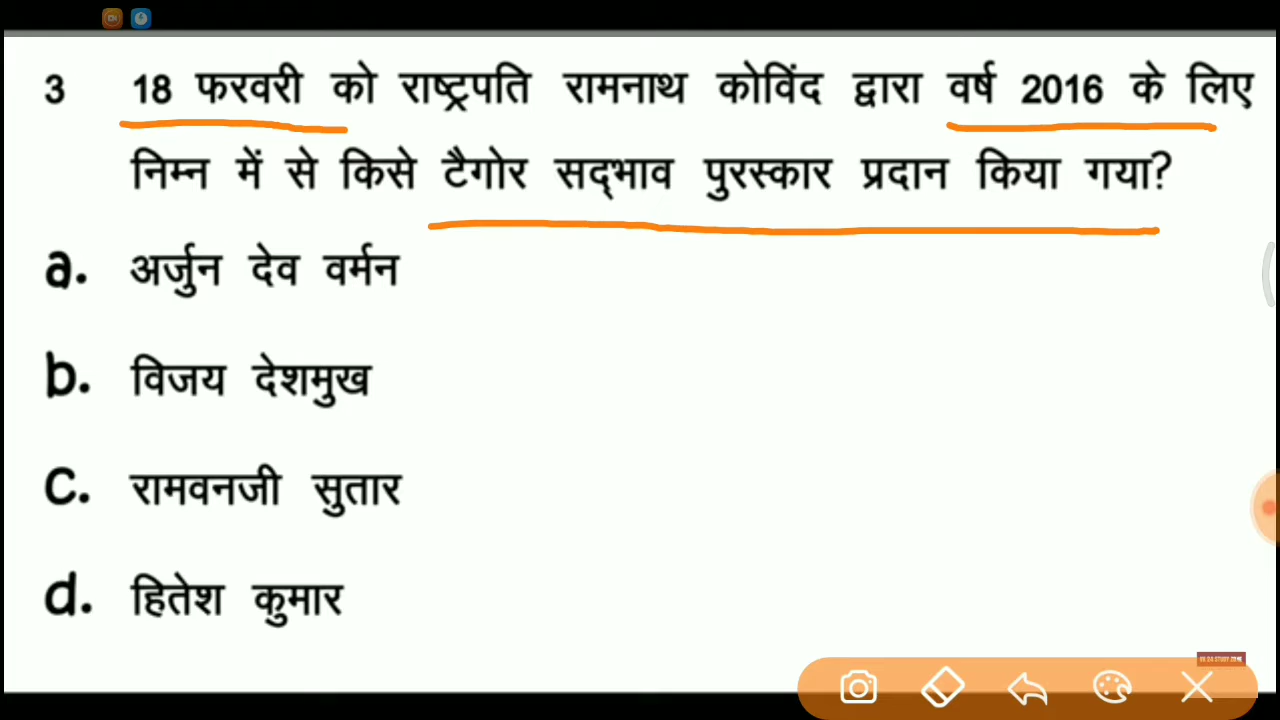 3 18 फरवरी को राष्ट्रपति रामनाथ कोविंद द्वारा वर्ष 2016 के लिए
निम्न में से किसे टैगोर सद्भाव पुरस्कार प्रदान किया गया?
a. अर्जुन देव वर्मन
b. विजय देशमुख
c. रामवनजी सुतार
d. हितेश कुमार